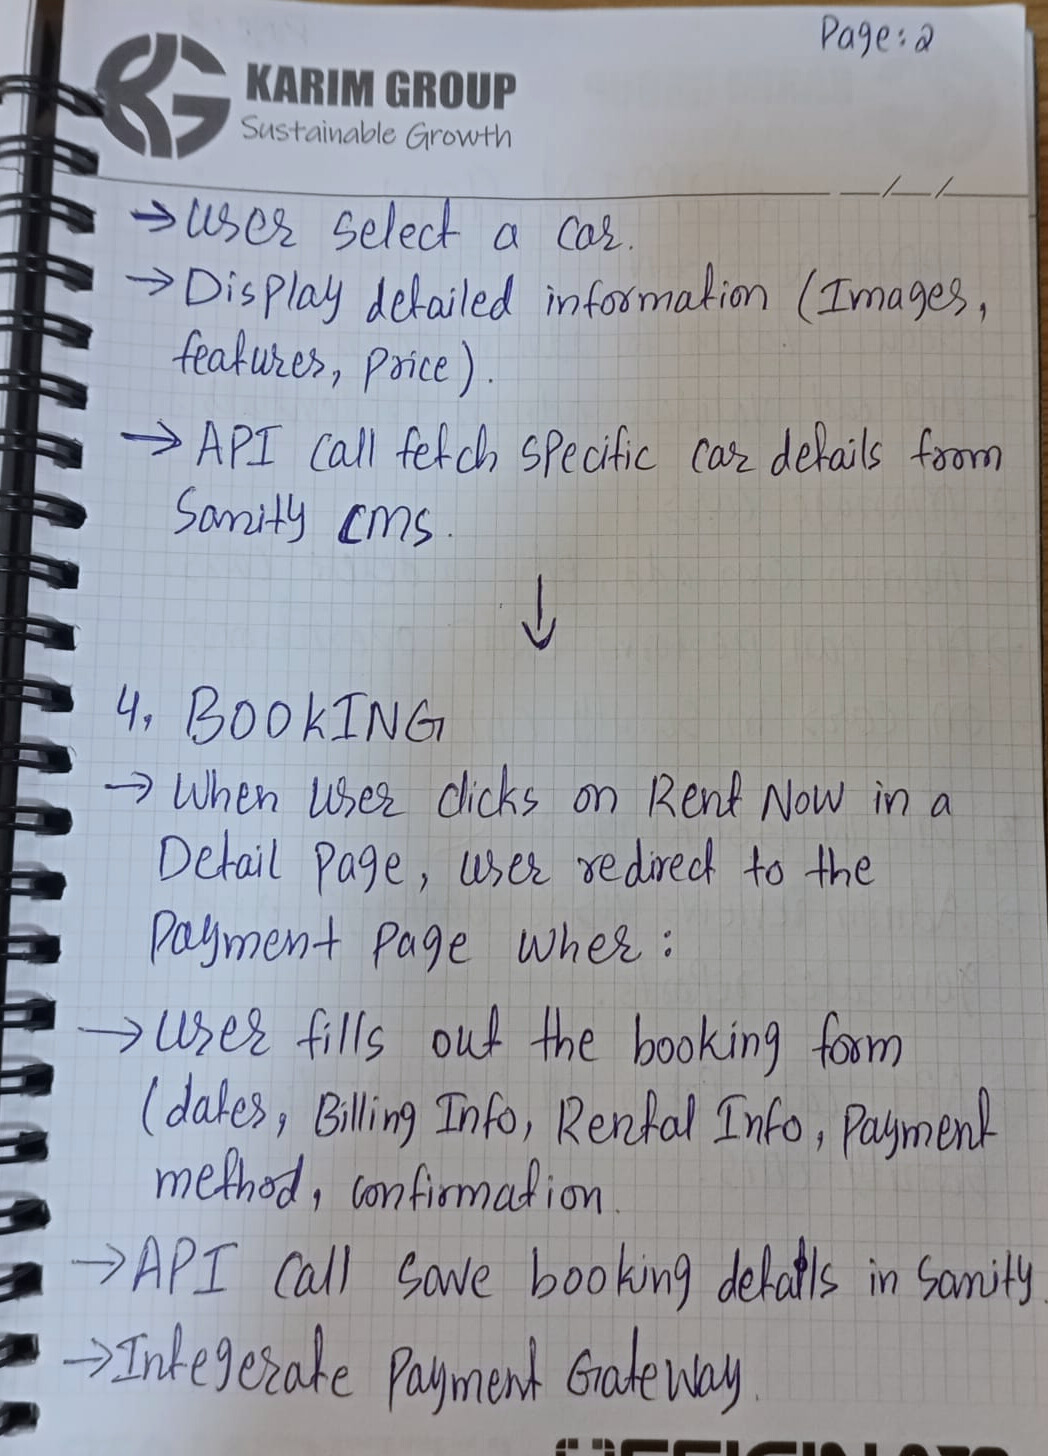 Page: 2
KARIM GROUP
Sustainable Growth
→ User select a car.
→ Display detailed information (Images,
features, price).
→ API call fetch specific car details from
Sanity CMS.
↓
4. BOOKING
→ When user clicks on Rent Now in a
Detail page, user redirect to the
Payment page wher:
→ User fills out the booking form
(dates, Billing Info, Rental Info, Payment
method, confirmation.
→ API call save booking details in Sanity.
→ Integerate Payment Gateway.